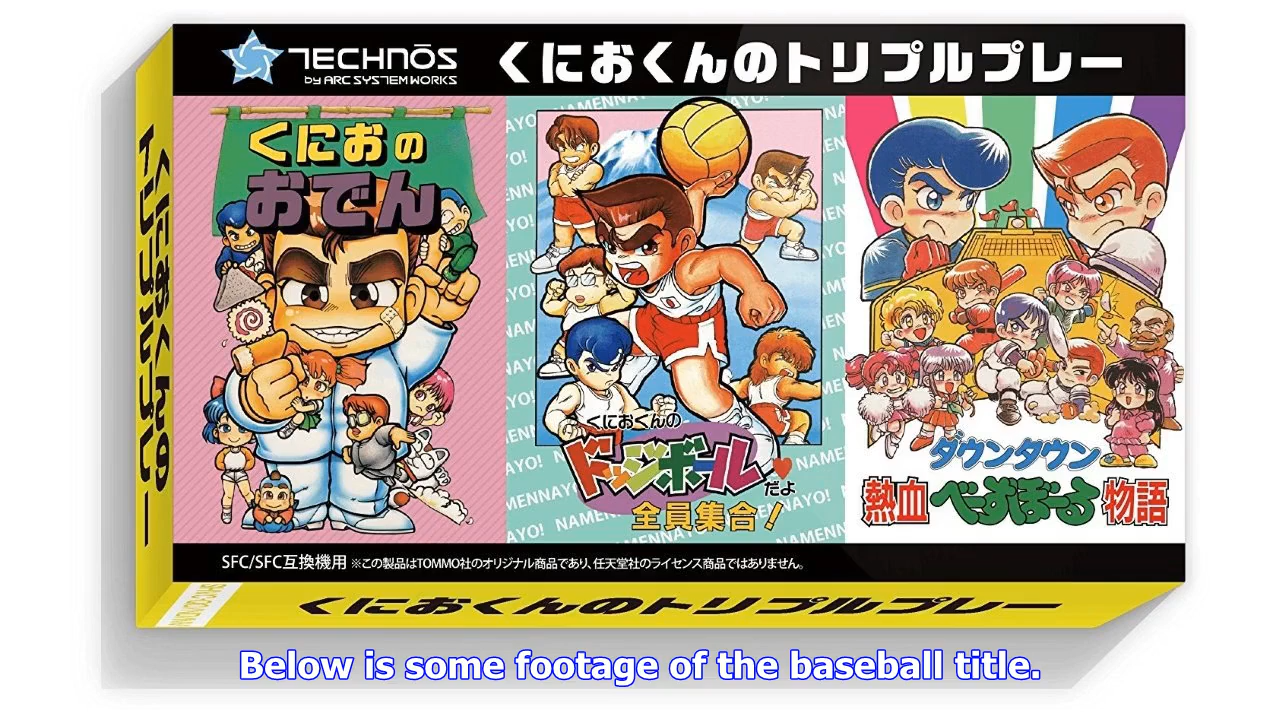 TECHNŌS
by ARC SYSTEM WORKS
くにおくんのトリプルプレー
くにおの
おでん
くにおくんの
ドッジボール
だよ
全員集合!
NAMENNAYO!
ダウンタウン
熱血べーすぼーる物語
くにおくんのトリプルプレー
SFC/SFC互換機用 ※この製品はTOMMO社のオリジナル商品であり、任天堂社のライセンス商品ではありません。
くにおくんのトリプルプレー
Below is some footage of the baseball title.